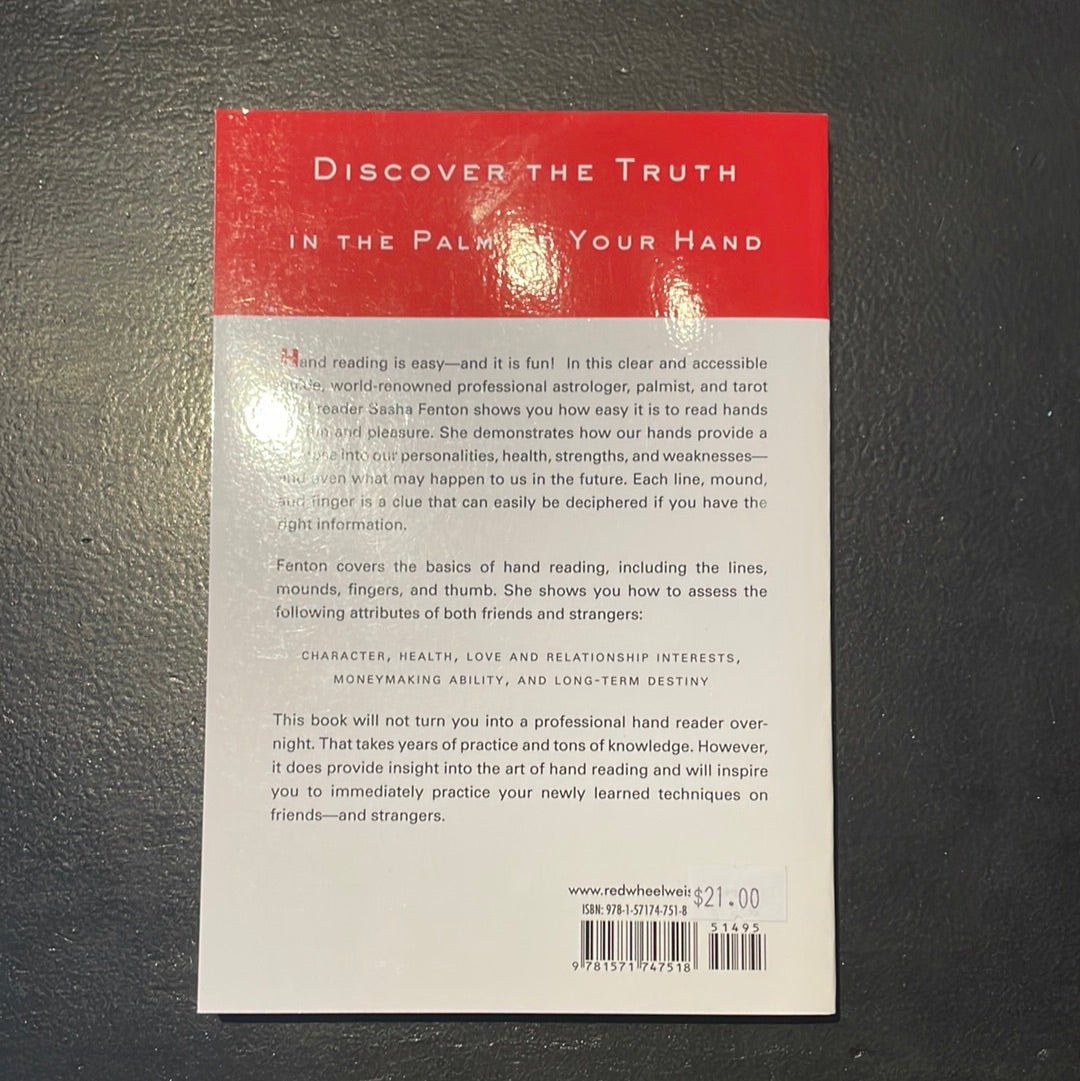 DISCOVER THE TRUTH
IN THE PALM YOUR HAND
Hand reading is easy—and it is fun! In this clear and accessible
world-renowned professional astrologer, palmist, and tarot
reader Sasha Fenton shows you how easy it is to read hands
and pleasure. She demonstrates how our hands provide a
into our personalities, health, strengths, and weaknesses—
and even what may happen to us in the future. Each line, mound,
and finger is a clue that can easily be deciphered if you have the
right information.
Fenton covers the basics of hand reading, including the lines,
mounds, fingers, and thumb. She shows you how to assess the
following attributes of both friends and strangers:
CHARACTER, HEALTH, LOVE AND RELATIONSHIP INTERESTS,
MONEYMAKING ABILITY, AND LONG-TERM DESTINY
This book will not turn you into a professional hand reader over-
night. That takes years of practice and tons of knowledge. However,
it does provide insight into the art of hand reading and will inspire
you to immediately practice your newly learned techniques on
friends—and strangers.
www.redwheelweis
$21.00
ISBN: 978-1-57174-751-8
51495
9 781571 747518